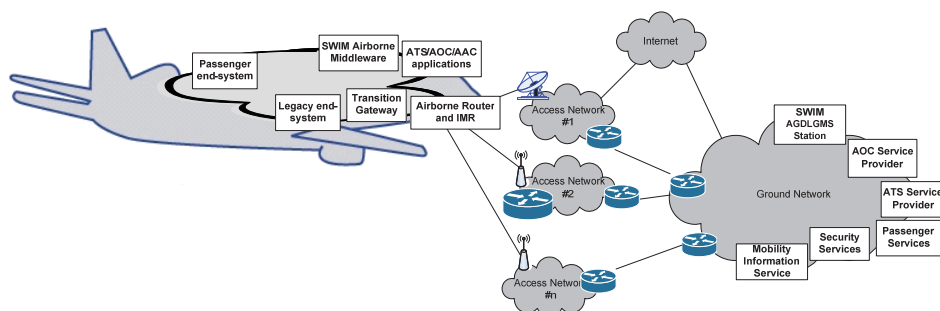 Passenger
end-system
SWIM Airborne
Middleware
ATS/AOC/AAC
applications
Legacy end-
system
Transition
Gateway
Airborne Router
and IMR
Internet
Access Network
#1
Access Network
#2
Access Network
#n
Ground Network
SWIM
AGDLGMS
Station
AOC Service
Provider
ATS Service
Provider
Passenger
Services
Security
Services
Mobility
Information
Service